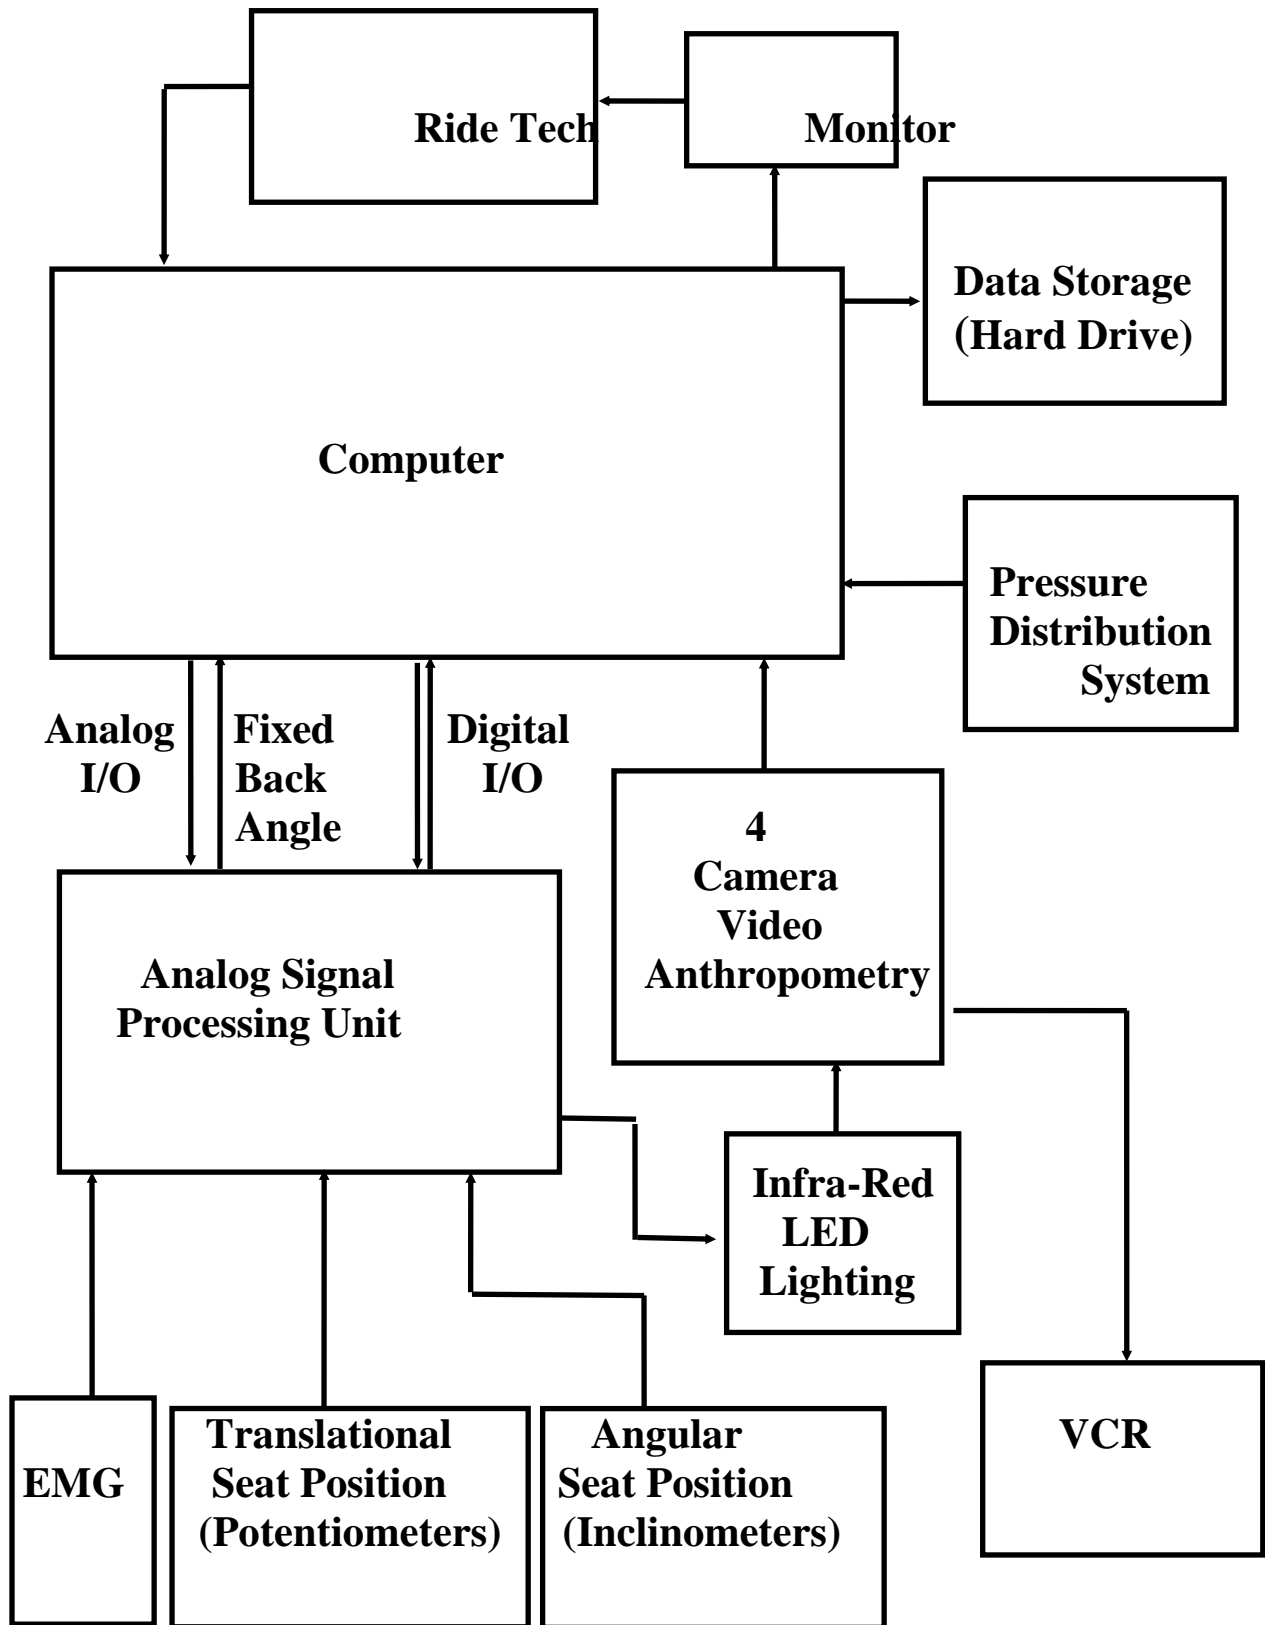 Ride Tech
Monitor
Data Storage
(Hard Drive)
Computer
Pressure
Distribution
System
Analog
I/O
Fixed
Back
Angle
Digital
I/O
4
Camera
Video
Anthropometry
Analog Signal
Processing Unit
Infra-Red
LED
Lighting
EMG
Translational
Seat Position
(Potentiometers)
Angular
Seat Position
(Inclinometers)
VCR